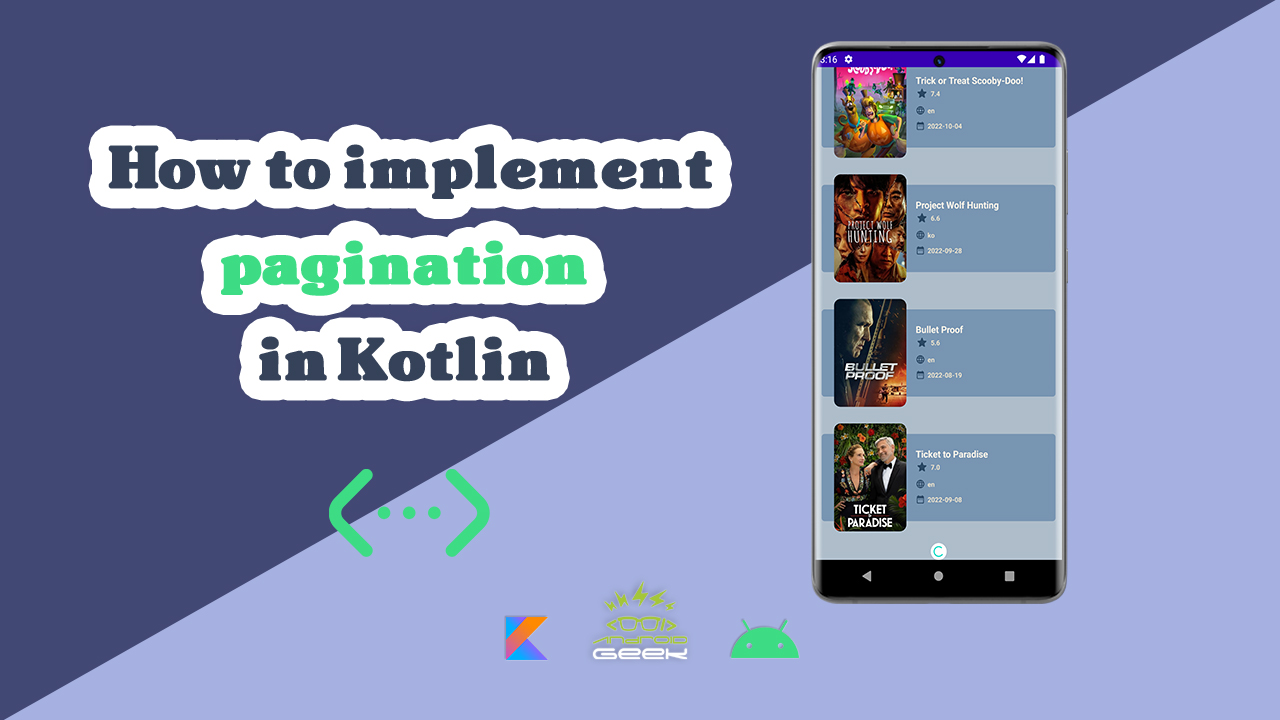 How to implement
pagination
in Kotlin
3:16
Trick or Treat Scooby-Doo!
7.4
en
2022-10-04
PROJECT WOLF
HUNTING
Project Wolf Hunting
6.6
ko
2022-09-28
BULLET
PROOF
Bullet Proof
5.6
en
2022-08-19
TICKET
TO
PARADISE
Ticket to Paradise
7.0
en
2022-09-08
Android
GEEK